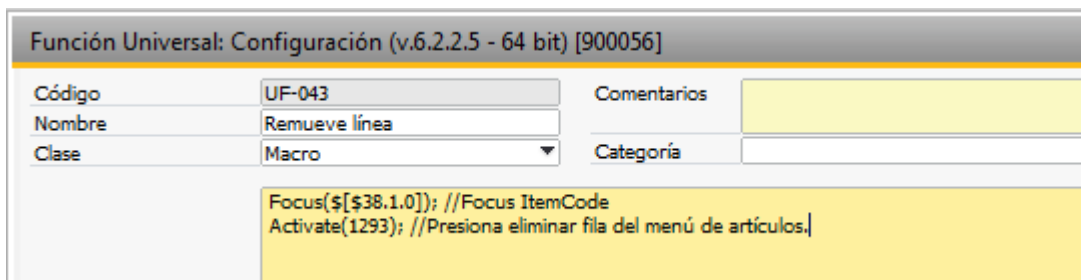 Función Universal: Configuración (v.6.2.2.5 - 64 bit) [900056]
Código UF-043 Comentarios
Nombre Remueve línea
Clase Macro Categoría
Focus($[$38.1.0]); //Focus ItemCode
Activate(1293); //Presiona eliminar fila del menú de artículos.